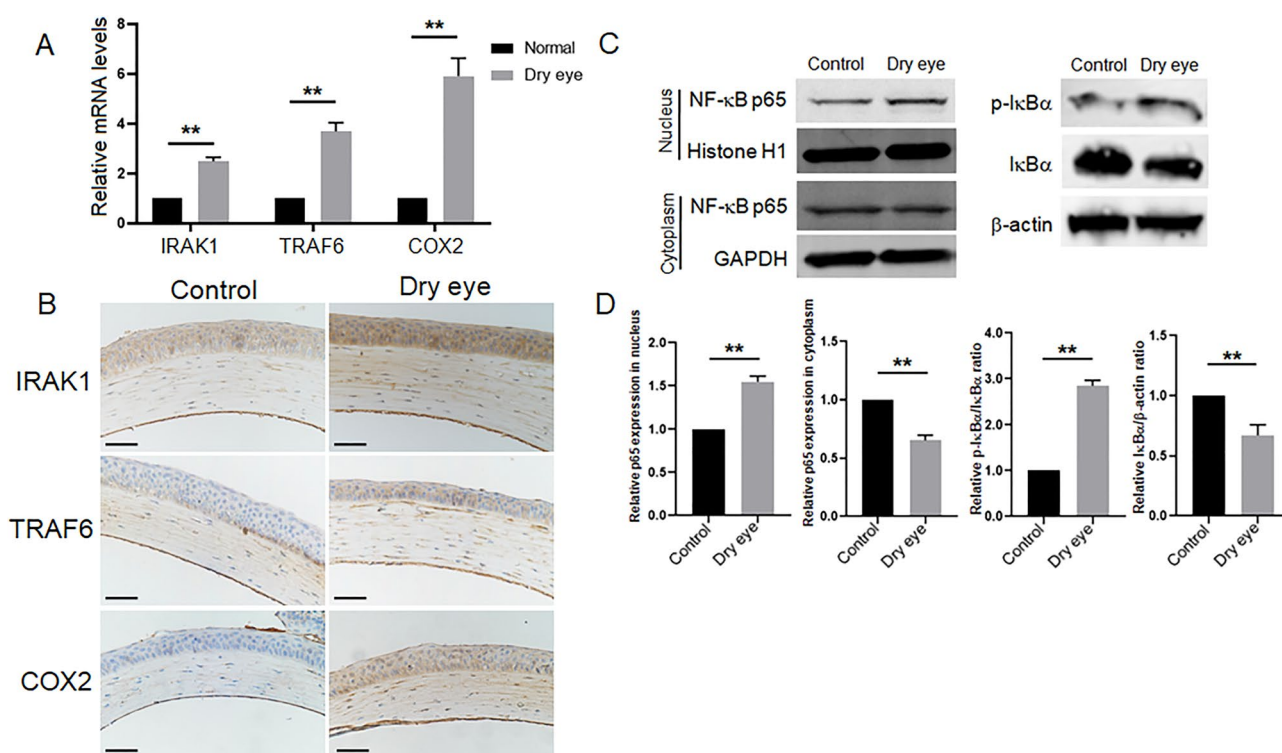 A
Relative mRNA levels
8
6
4
2
0
**
**
**
Normal
Dry eye
IRAK1
TRAF6
COX2
B
Control
Dry eye
IRAK1
TRAF6
COX2
C
Control
Dry eye
Nucleus
NF-κB p65
Histone H1
Cytoplasm
NF-κB p65
GAPDH
Control
Dry eye
p-IκBα
IκBα
β-actin
D
Relative p65 expression in nucleus
2.0
1.5
1.0
0.5
0.0
**
Control
Dry eye
Relative p65 expression in cytoplasm
1.5
1.0
0.5
0.0
**
Control
Dry eye
Relative p-IκBα/IκBα ratio
4.0
3.0
2.0
1.0
0.0
**
Control
Dry eye
Relative IκBα/β-actin ratio
1.5
1.0
0.5
0.0
**
Control
Dry eye